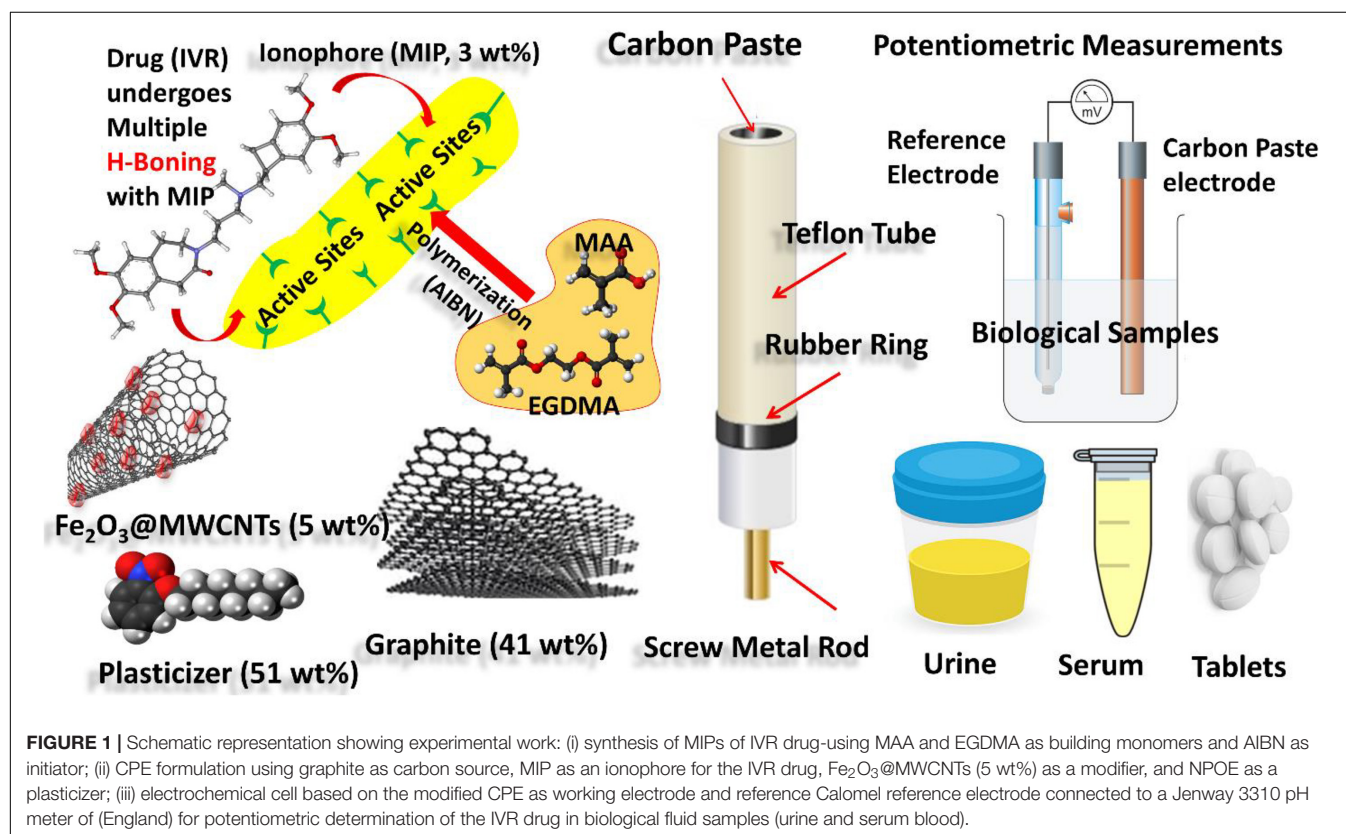 Drug (IVR)
undergoes
Multiple
H-Boning
with MIP
Ionophore (MIP, 3 wt%)
Active Sites
Active Sites
Polymerization
(AIBN)
MAA
EGDMA
Fe₂O₃@MWCNTs (5 wt%)
Plasticizer (51 wt%)
Graphite (41 wt%)
Carbon Paste
Teflon Tube
Rubber Ring
Screw Metal Rod
Potentiometric Measurements
mV
Reference
Electrode
Carbon Paste
electrode
Biological Samples
Urine
Serum
Tablets
FIGURE 1 | Schematic representation showing experimental work: (i) synthesis of MIPs of IVR drug-using MAA and EGDMA as building monomers and AIBN as
initiator; (ii) CPE formulation using graphite as carbon source, MIP as an ionophore for the IVR drug, Fe₂O₃@MWCNTs (5 wt%) as a modifier, and NPOE as a
plasticizer; (iii) electrochemical cell based on the modified CPE as working electrode and reference Calomel reference electrode connected to a Jenway 3310 pH
meter of (England) for potentiometric determination of the IVR drug in biological fluid samples (urine and serum blood).